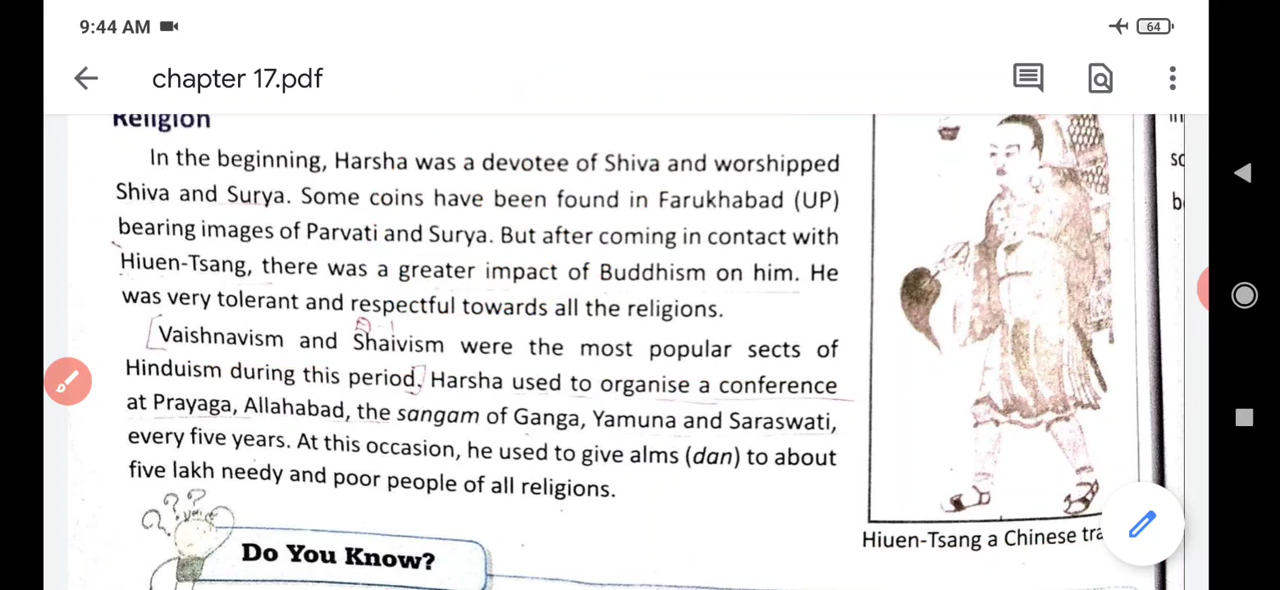 9:44 AM
64
chapter 17.pdf
Religion
In the beginning, Harsha was a devotee of Shiva and worshipped
Shiva and Surya. Some coins have been found in Farukhabad (UP)
bearing images of Parvati and Surya. But after coming in contact with
Hiuen-Tsang, there was a greater impact of Buddhism on him. He
was very tolerant and respectful towards all the religions.
Vaishnavism and Shaivism were the most popular sects of
Hinduism during this period. Harsha used to organise a conference
at Prayaga, Allahabad, the sangam of Ganga, Yamuna and Saraswati,
every five years. At this occasion, he used to give alms (dan) to about
five lakh needy and poor people of all religions.
Hiuen-Tsang a Chinese tra
???
Do You Know?